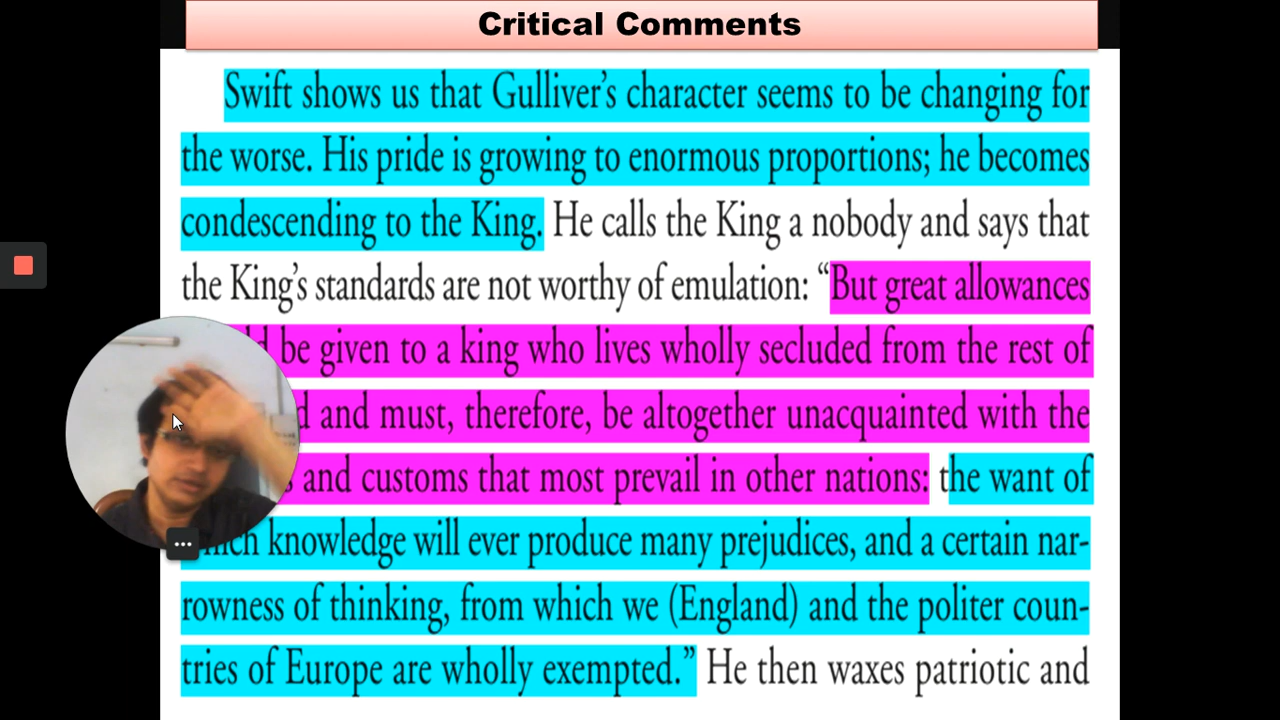 Critical Comments
Swift shows us that Gulliver's character seems to be changing for
the worse. His pride is growing to enormous proportions; he becomes
condescending to the King. He calls the King a nobody and says that
the King's standards are not worthy of emulation: “But great allowances
be given to a king who lives wholly secluded from the rest of
and must, therefore, be altogether unacquainted with the
and customs that most prevail in other nations: the want of
knowledge will ever produce many prejudices, and a certain nar-
rowness of thinking, from which we (England) and the politer coun-
tries of Europe are wholly exempted.” He then waxes patriotic and